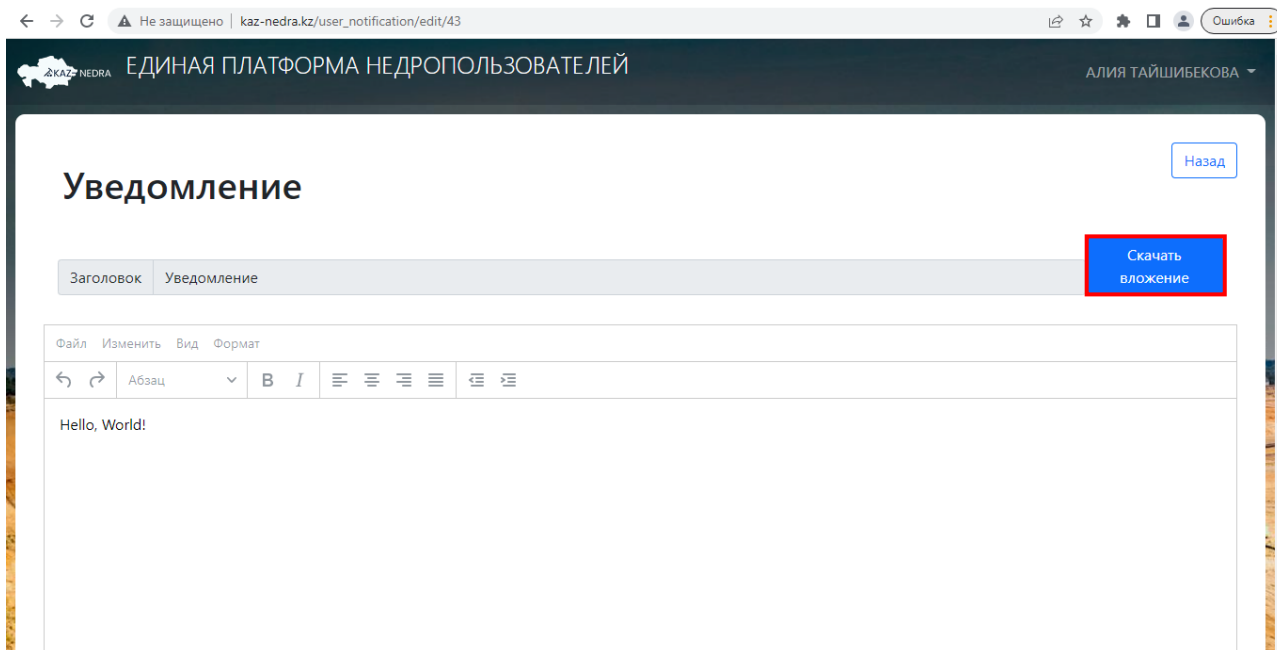 Не защищено kaz-nedra.kz/user_notification/edit/43 Ошибка
KAZ NEDRA ЕДИНАЯ ПЛАТФОРМА НЕДРОПОЛЬЗОВАТЕЛЕЙ АЛИЯ ТАЙШИБЕКОВА
Назад
Уведомление
Скачать
вложение
Заголовок Уведомление
Файл Изменить Вид Формат
Абзац B I
Hello, World!